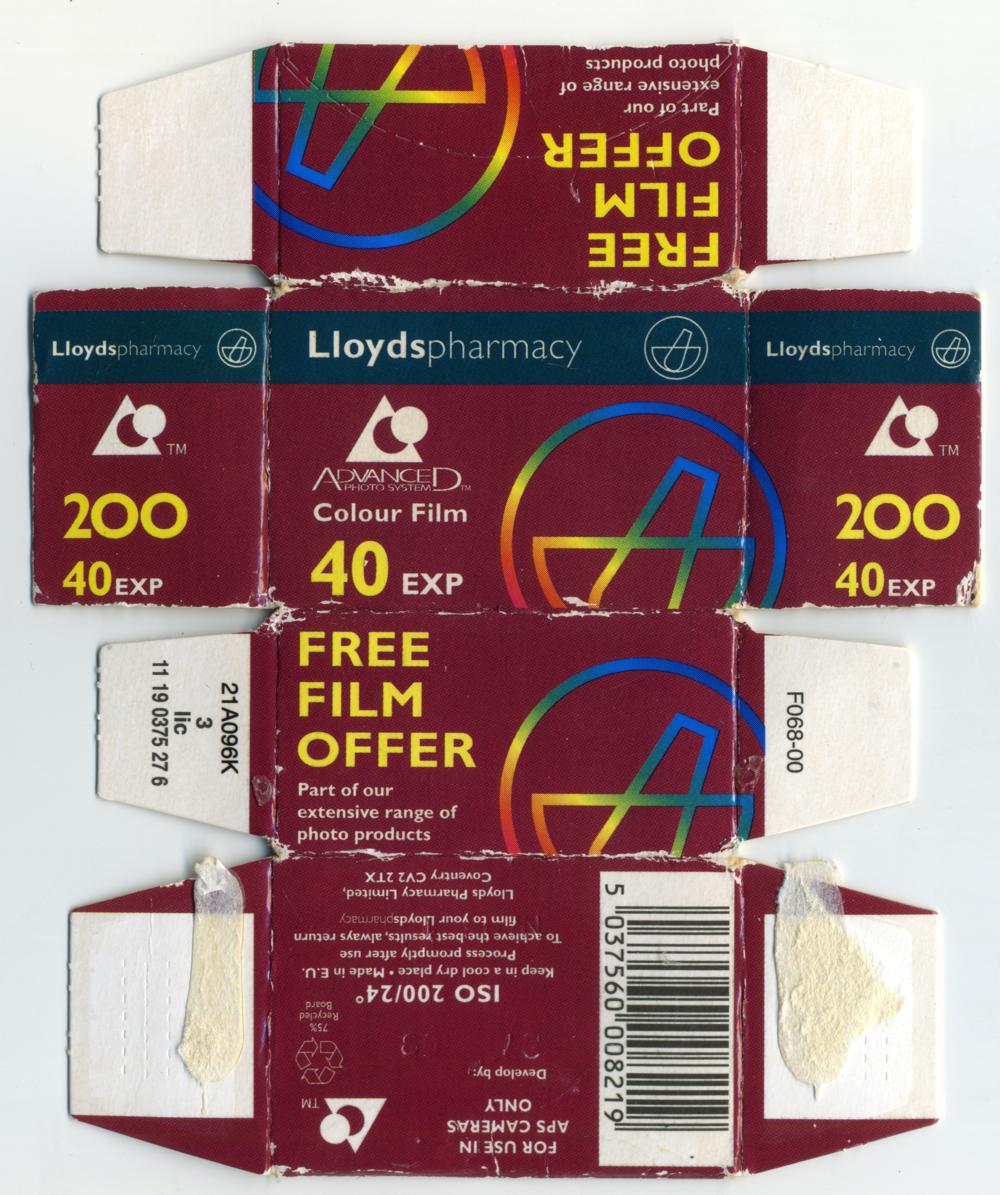 Part of our
extensive range of
photo products
FREE
FILM
OFFER
Lloydspharmacy
TM
200
40 EXP
Lloydspharmacy
ADVANCED
PHOTO SYSTEM TM
Colour Film
40 EXP
Lloydspharmacy
TM
200
40 EXP
FREE
FILM
OFFER
Part of our
extensive range of
photo products
21A096K
3
lic
11 19 0375 27 6
F068-00
FOR USE IN
APS CAMERAS
ONLY
TM
Develop by:
75%
Recycled
Board
ISO 200/24°
Keep in a cool dry place • Made in E.U.
Process promptly after use
To achieve the best results, always return
film to your Lloydspharmacy
Lloyds Pharmacy Limited,
Coventry CV2 2TX
5 037560 008219